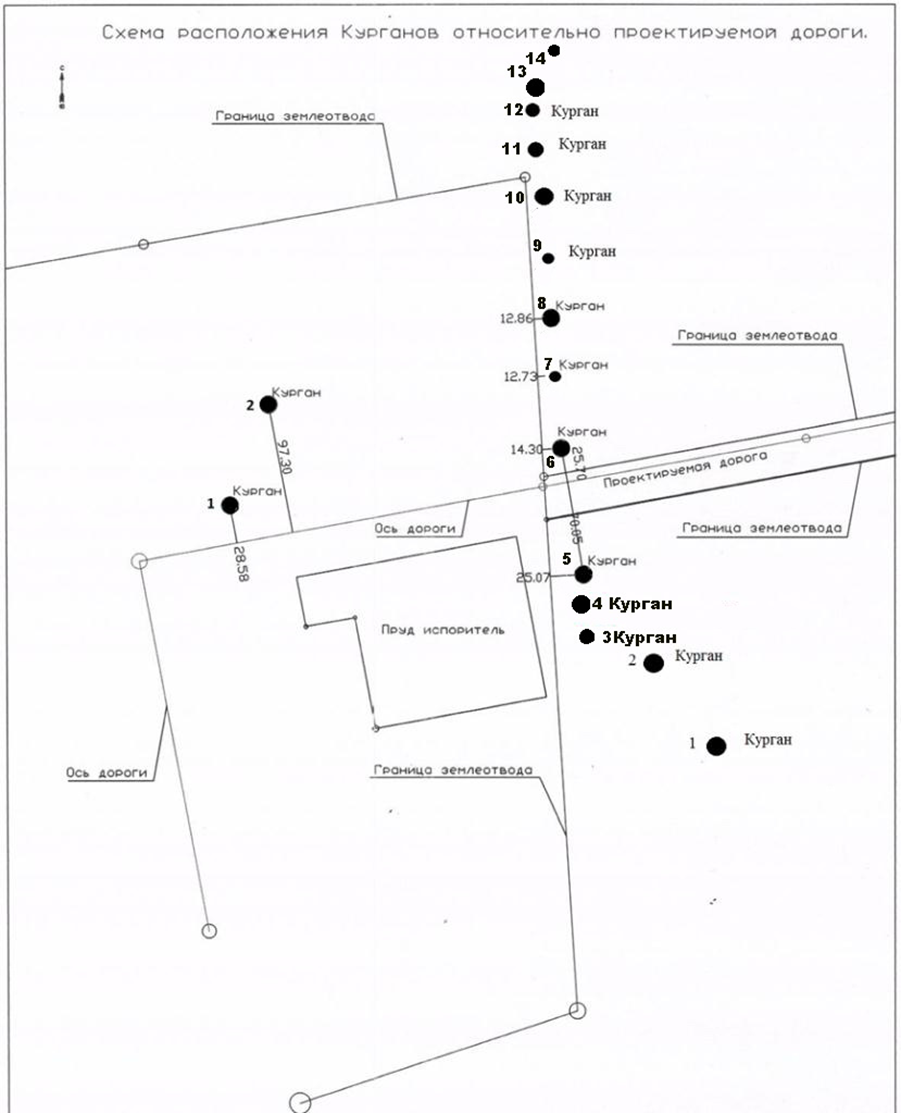 Схема расположения Курганов относительно проектируемой дороги.
с
14
13
12 Курган
Граница землеотвода
11 Курган
10 Курган
9 Курган
8 Курган
12.86
Граница землеотвода
7 Курган
12.73
2 Курган
Курган
14.30
6
25.70
97.30
Проектируемая дорога
1 Курган
Ось дороги
Граница землеотвода
70.05
28.58
5 Курган
25.07
4 Курган
Пруд испоритель
3 Курган
2 Курган
1 Курган
Ось дороги
Граница землеотвода